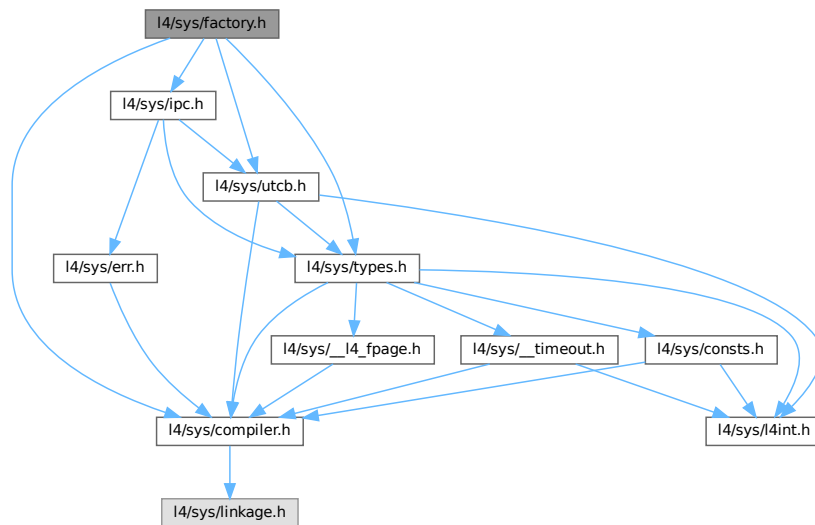 l4/sys/factory.h
l4/sys/ipc.h
l4/sys/utcb.h
l4/sys/err.h
l4/sys/types.h
l4/sys/__l4_fpage.h
l4/sys/__timeout.h
l4/sys/consts.h
l4/sys/compiler.h
l4/sys/l4int.h
l4/sys/linkage.h